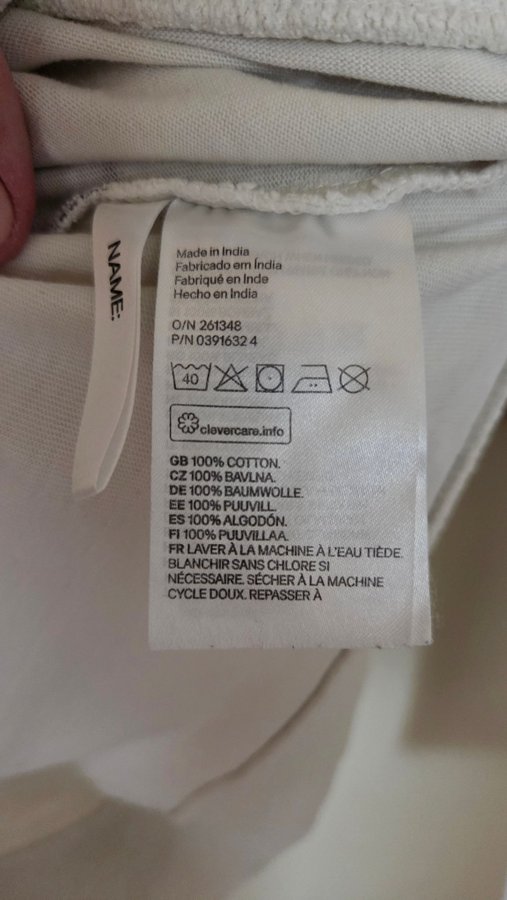 NAME:
Made in India
Fabricado em Índia
Fabriqué en Inde
Hecho en India
O/N 261348
P/N 0391632 4
40
clevercare.info
GB 100% COTTON.
CZ 100% BAVLNA.
DE 100% BAUMWOLLE.
EE 100% PUUVILL.
ES 100% ALGODÓN.
FI 100% PUUVILLAA.
FR LAVER À LA MACHINE À L'EAU TIÈDE.
BLANCHIR SANS CHLORE SI
NÉCESSAIRE. SÉCHER À LA MACHINE
CYCLE DOUX. REPASSER À